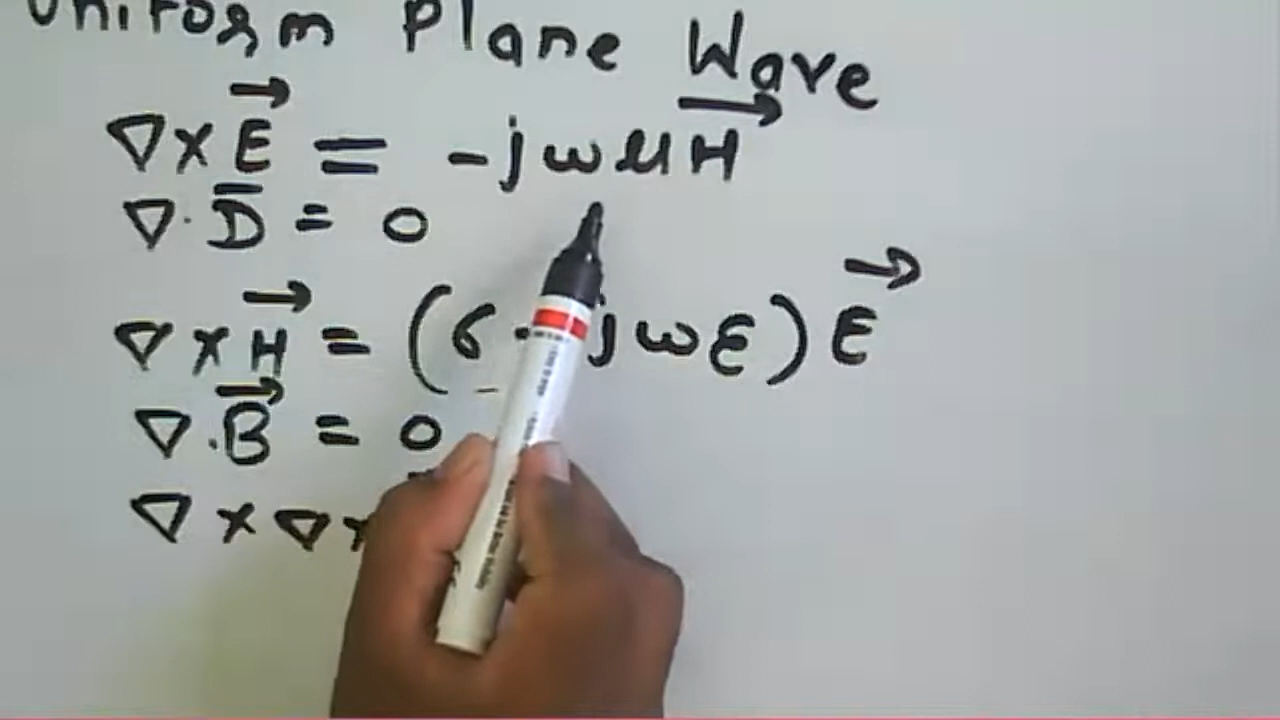 Uniform Plane Wave
∇×E⃗ = -jωμH⃗
∇·D̅ = 0
∇×H⃗ = (σ jωε)E⃗
∇·B⃗ = 0
∇×∇×